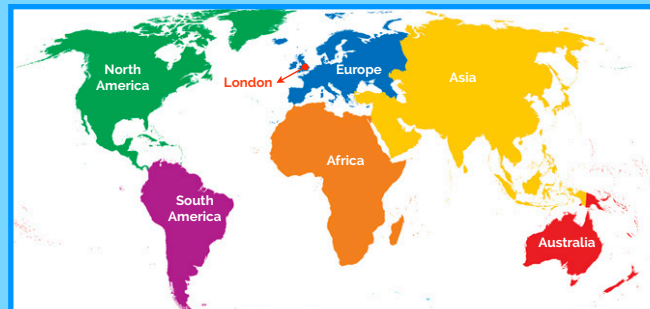 North
America
London
Europe
Asia
Africa
South
America
Australia